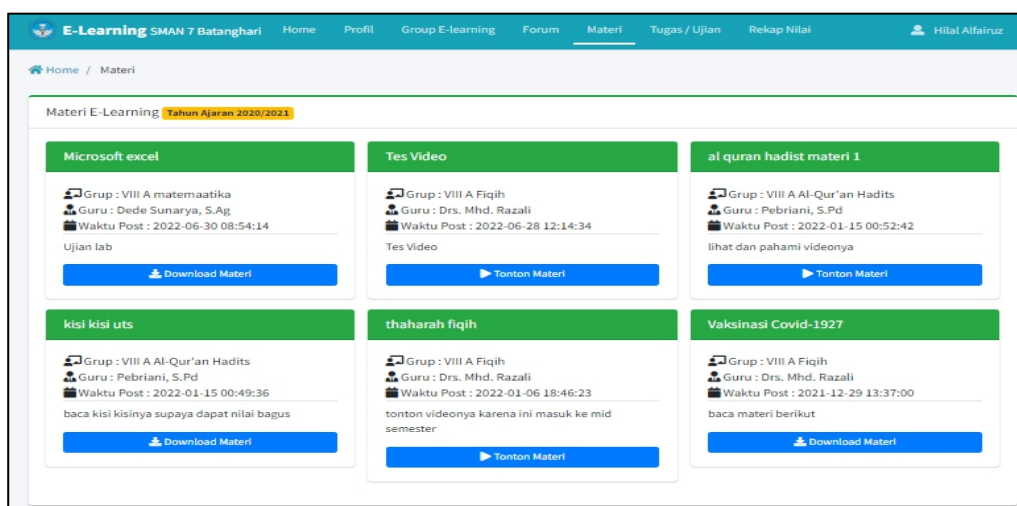 E-Learning SMAN 7 Batanghari Home Profil Group E-learning Forum Materi Tugas / Ujian Rekap Nilai Hilal Alfairuz
Home / Materi
Materi E-Learning Tahun Ajaran 2020/2021
Microsoft excel
Grup : VIII A matemaatika
Guru : Dede Sunarya, S.Ag
Waktu Post : 2022-06-30 08:54:14
Ujian lab
Download Materi
Tes Video
Grup : VIII A Fiqih
Guru : Drs. Mhd. Razali
Waktu Post : 2022-06-28 12:14:34
Tes Video
Tonton Materi
al quran hadist materi 1
Grup : VIII A Al-Qur'an Hadits
Guru : Pebriani, S.Pd
Waktu Post : 2022-01-15 00:52:42
lihat dan pahami videonya
Tonton Materi
kisi kisi uts
Grup : VIII A Al-Qur'an Hadits
Guru : Pebriani, S.Pd
Waktu Post : 2022-01-15 00:49:36
baca kisi kisinya supaya dapat nilai bagus
Download Materi
thaharah fiqih
Grup : VIII A Fiqih
Guru : Drs. Mhd. Razali
Waktu Post : 2022-01-06 18:46:23
tonton videonya karena ini masuk ke mid
semester
Tonton Materi
Vaksinasi Covid-1927
Grup : VIII A Fiqih
Guru : Drs. Mhd. Razali
Waktu Post : 2021-12-29 13:37:00
baca materi berikut
Download Materi